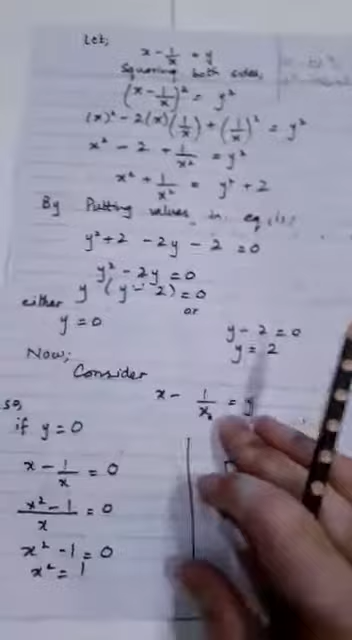 Let,
x - 1/x = y
Squaring both sides,
(x - 1/x)² = y²
(x)² - 2(x)(1/x) + (1/x)² = y²
x² - 2 + 1/x² = y²
x² + 1/x² = y² + 2
By Putting values in eq (i);
y² + 2 - 2y - 2 = 0
y² - 2y = 0
y (y - 2) = 0
either or
y = 0 y - 2 = 0
y = 2
Now; Consider
x - 1/x = y
so,
if y = 0
x - 1/x = 0
x² - 1/x = 0
x² - 1 = 0
x² = 1